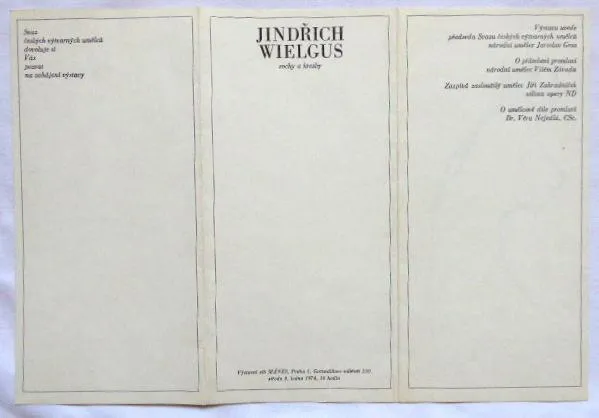 Svaz
českých výtvarných umělců
dovoluje si
Vás
pozvat
na zahájení výstavy
JINDŘICH
WIELGUS
sochy a kresby
Výstavní síň MÁNES, Praha 1, Gottwaldovo nábřeží 250
středa 9. ledna 1974, 16 hodin
Výstavu uvede
předseda Svazu českých výtvarných umělců
národní umělec Jaroslav Grus
O přátelství promluví
národní umělec Vilém Závada
Zazpívá zasloužilý umělec Jiří Zahradníček
sólista opery ND
O uměleckém díle promluví
Dr. Věra Nejedlá, CSc.